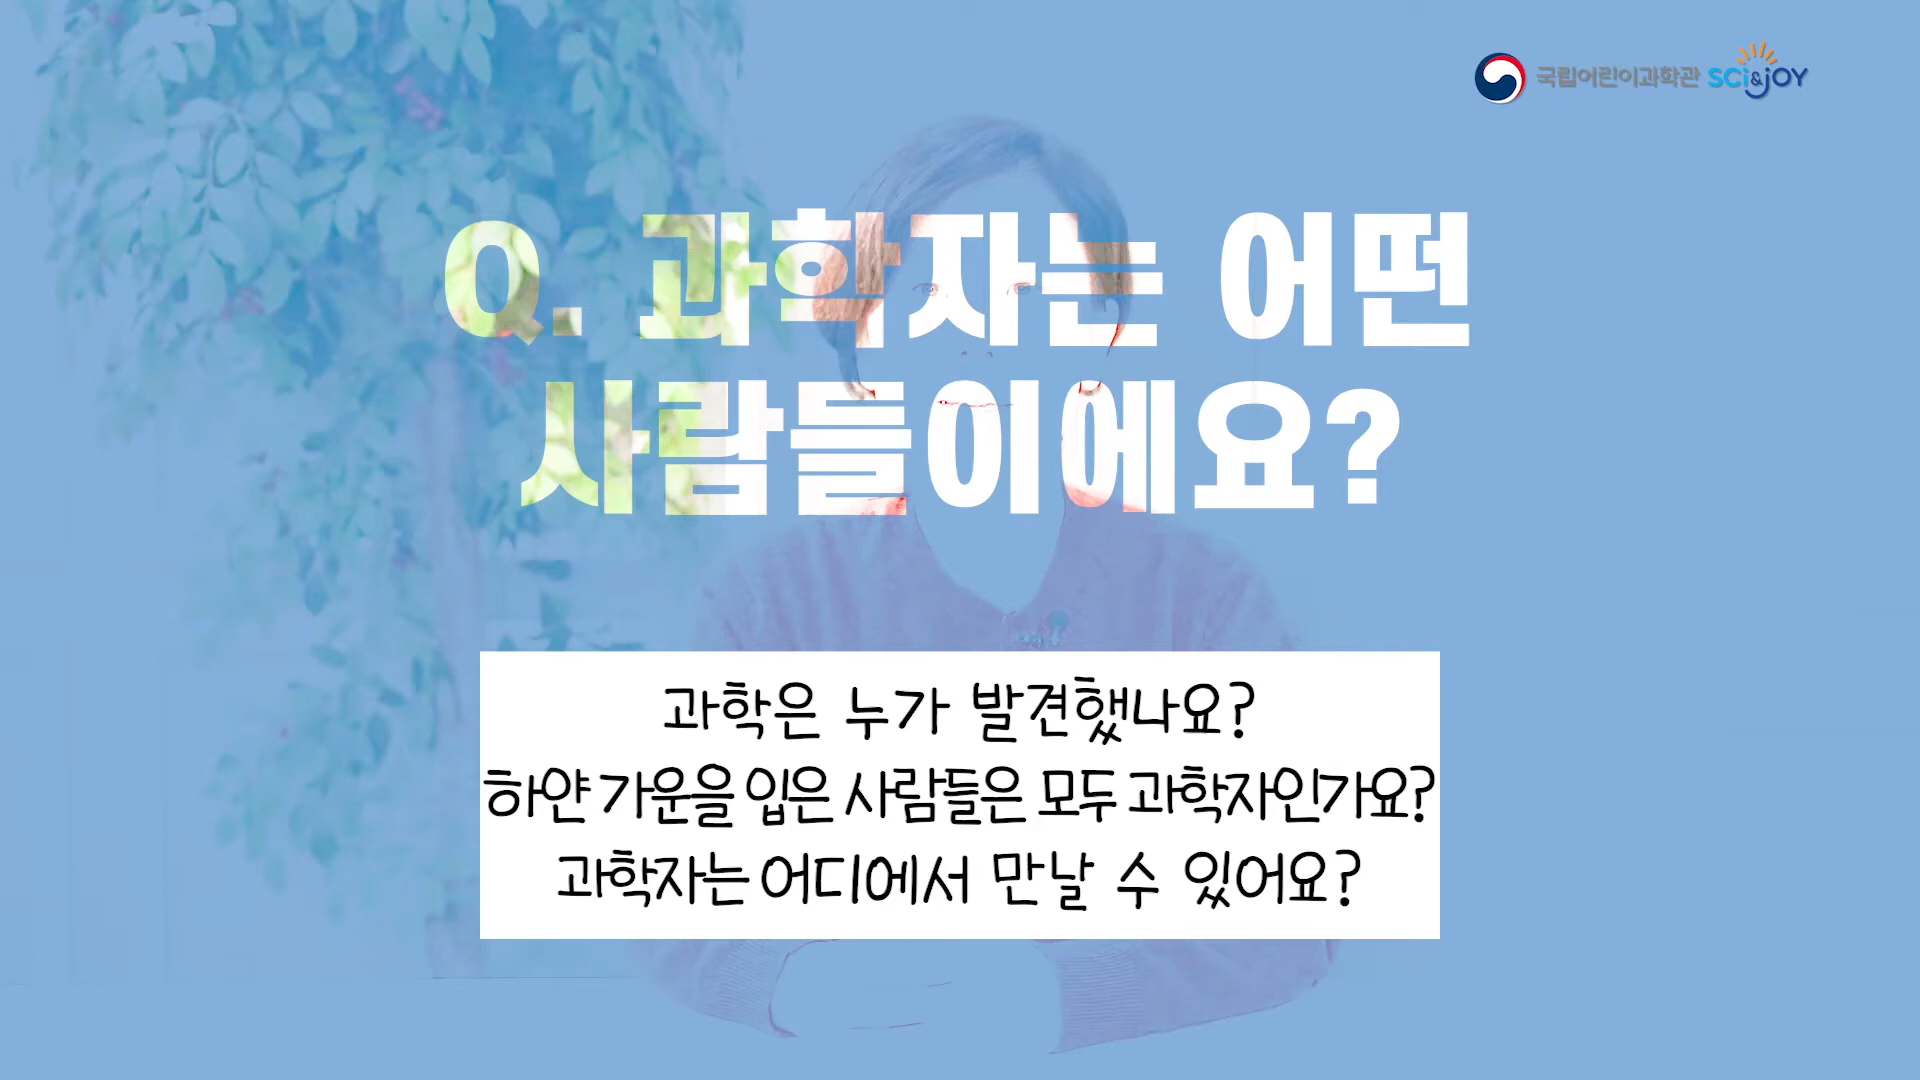 국립어린이과학관 SCi&jOY
Q. 과학자는 어떤
사람들이에요?
과학은 누가 발견했나요?
하얀 가운을 입은 사람들은 모두 과학자인가요?
과학자는 어디에서 만날 수 있어요?